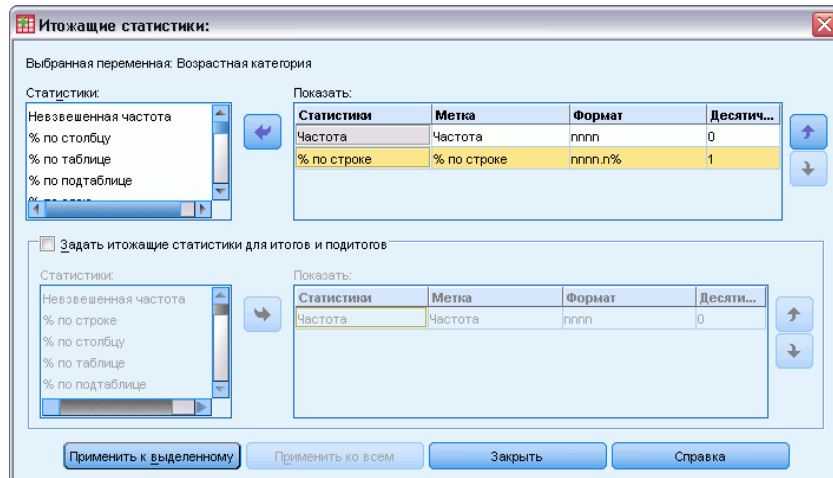 Итожащие статистики:
Выбранная переменная: Возрастная категория
Статистики:
Невзвешенная частота
% по столбцу
% по таблице
% по подтаблице
Показать:
Статистики Метка Формат Десятич...
Частота Частота nnnn 0
% по строке % по строке nnnn.n% 1
Задать итожащие статистики для итогов и подитогов
Статистики:
Невзвешенная частота
% по строке
% по столбцу
% по таблице
% по подтаблице
Показать:
Статистики Метка Формат Десяти...
Частота Частота nnnn 0
Применить к выделенному Применить ко всем Закрыть Справка